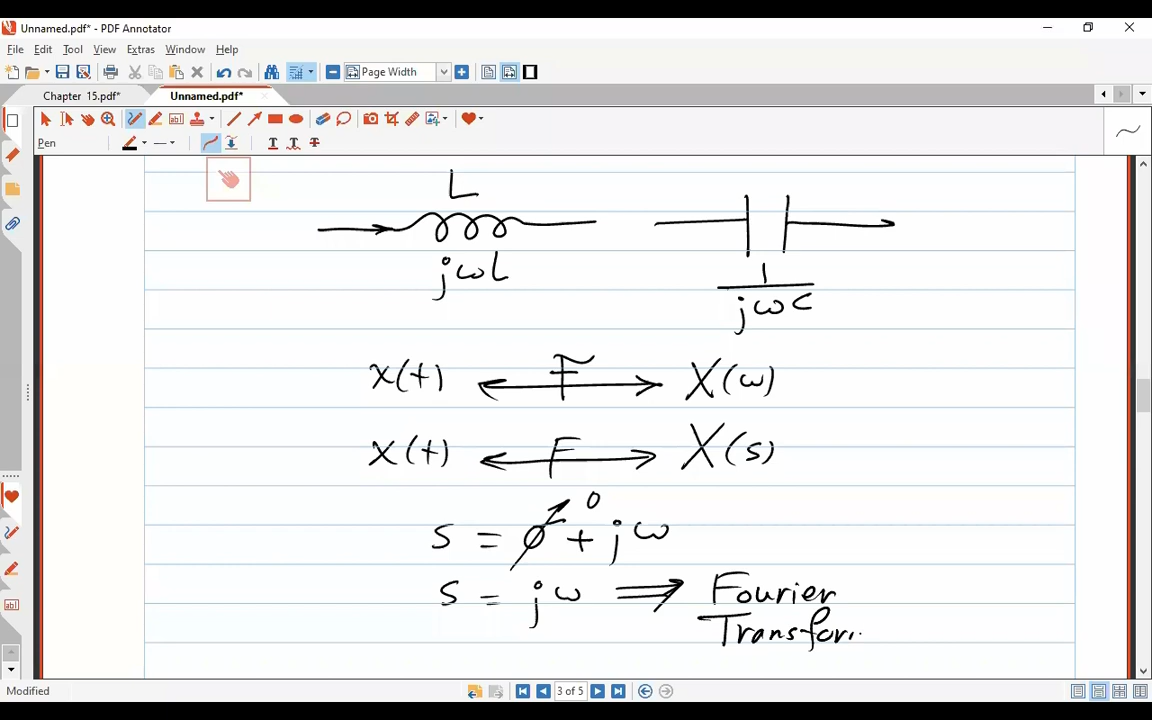 Unnamed.pdf* - PDF Annotator
File Edit Tool View Extras Window Help
Page Width
Chapter 15.pdf* Unnamed.pdf*
Pen
L
jωL
1
jωC
x(t) F X(ω)
x(t) F X(s)
s = σ + jω
0
s = jω ⟹ Fourier
Transfor
3 of 5
Modified